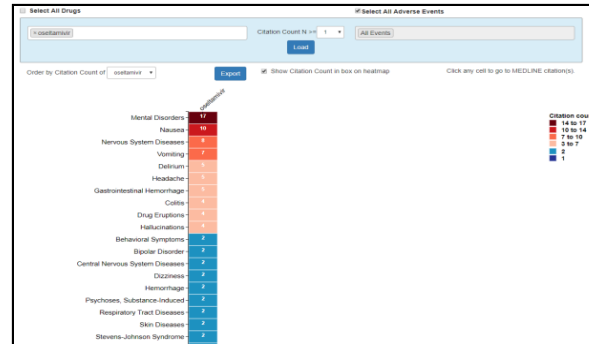 Select All Drugs
Select All Adverse Events
× oseltamivir
Citation Count N >= 1
All Events
Load
Order by Citation Count of oseltamivir
Export
Show Citation Count in box on heatmap
Click any cell to go to MEDLINE citation(s).
oseltamivir
Mental Disorders 17
Nausea 10
Nervous System Diseases
Vomiting 7
Delirium
Headache
Gastrointestinal Hemorrhage
Colitis 4
Drug Eruptions 4
Hallucinations 4
Behavioral Symptoms 2
Bipolar Disorder 2
Central Nervous System Diseases 2
Dizziness 2
Hemorrhage 2
Psychoses, Substance-Induced 2
Respiratory Tract Diseases 2
Skin Diseases 2
Stevens-Johnson Syndrome 2
Citation
14 to 17
10 to 14
7 to 10
3 to 7
2
1